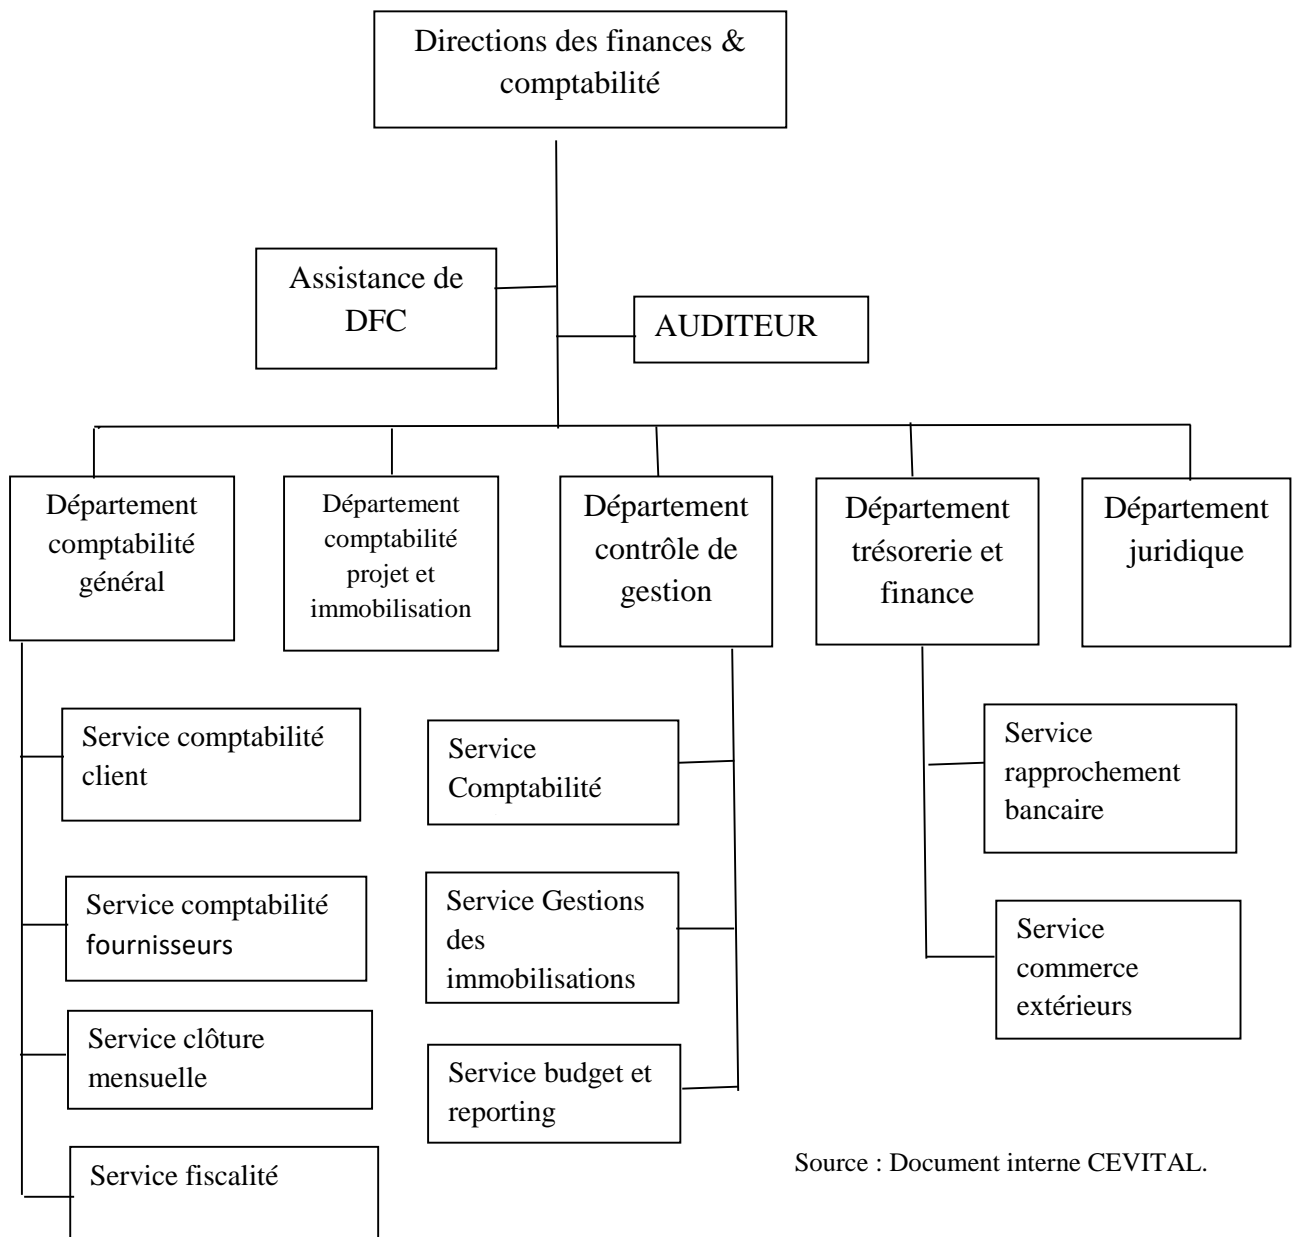 Directions des finances &
comptabilité
Assistance de
DFC
AUDITEUR
Département
comptabilité
général
Département
comptabilité
projet et
immobilisation
Département
contrôle de
gestion
Département
trésorerie et
finance
Département
juridique
Service comptabilité
client
Service comptabilité
fournisseurs
Service clôture
mensuelle
Service fiscalité
Service
Comptabilité
Service Gestions
des
immobilisations
Service budget et
reporting
Service
rapprochement
bancaire
Service
commerce
extérieurs
Source : Document interne CEVITAL.